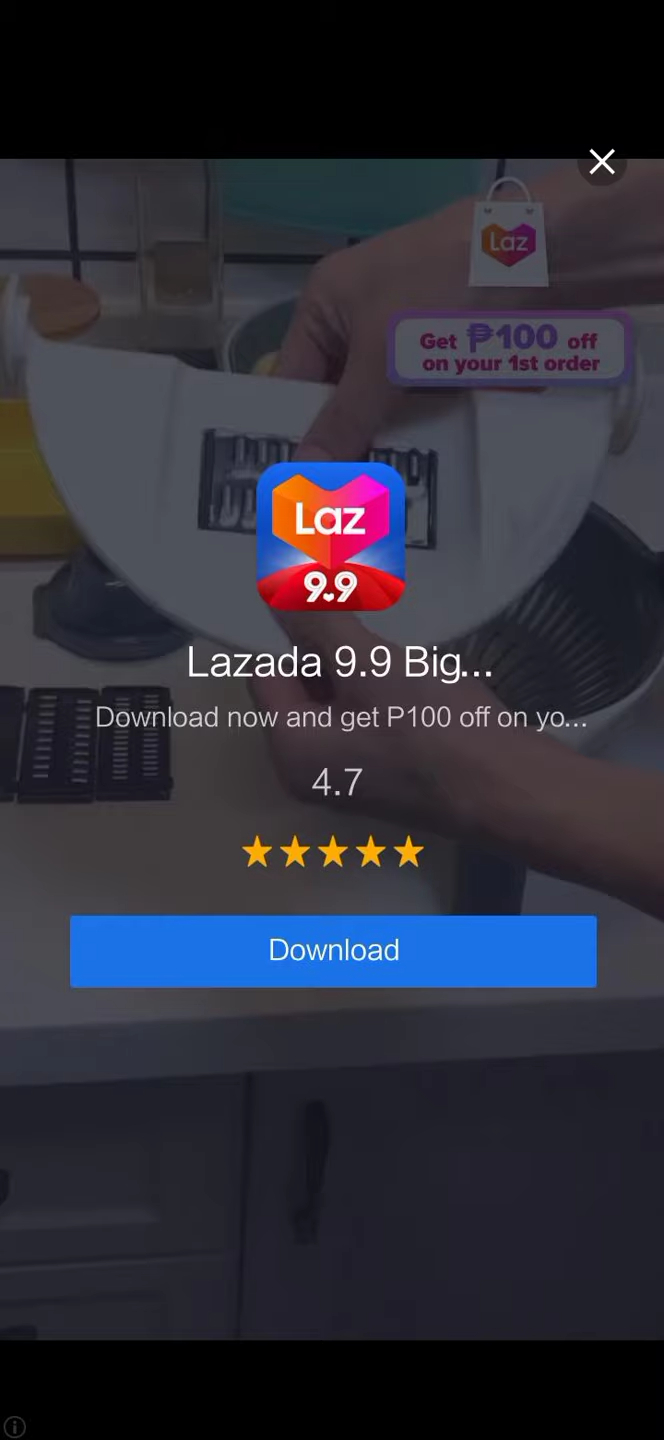 Laz
Get ₱100 off
on your 1st order
Laz
9.9
Lazada 9.9 Big...
Download now and get P100 off on yo...
4.7
Download